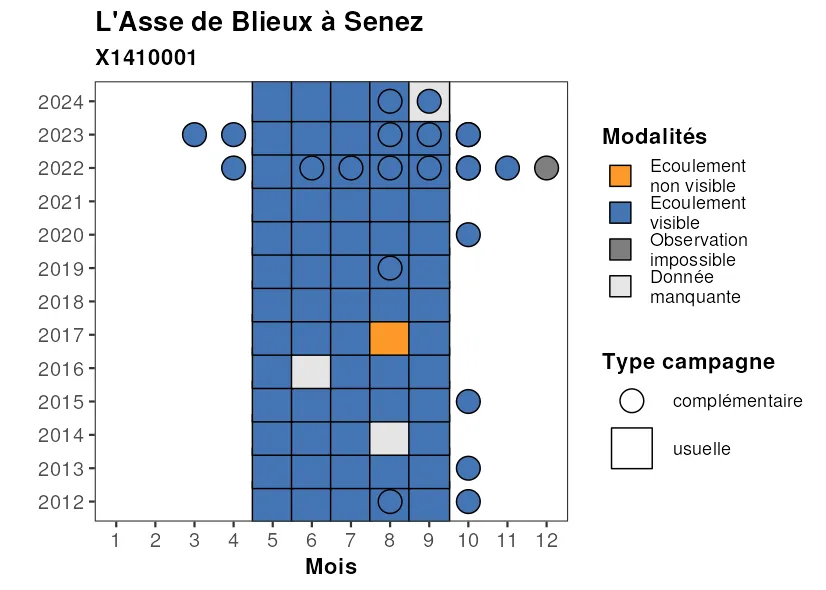 L'Asse de Blieux à Senez
X1410001
2024
2023
2022
2021
2020
2019
2018
2017
2016
2015
2014
2013
2012
1 2 3 4 5 6 7 8 9 10 11 12
Mois
Modalités
Ecoulement
non visible
Ecoulement
visible
Observation
impossible
Donnée
manquante
Type campagne
complémentaire
usuelle